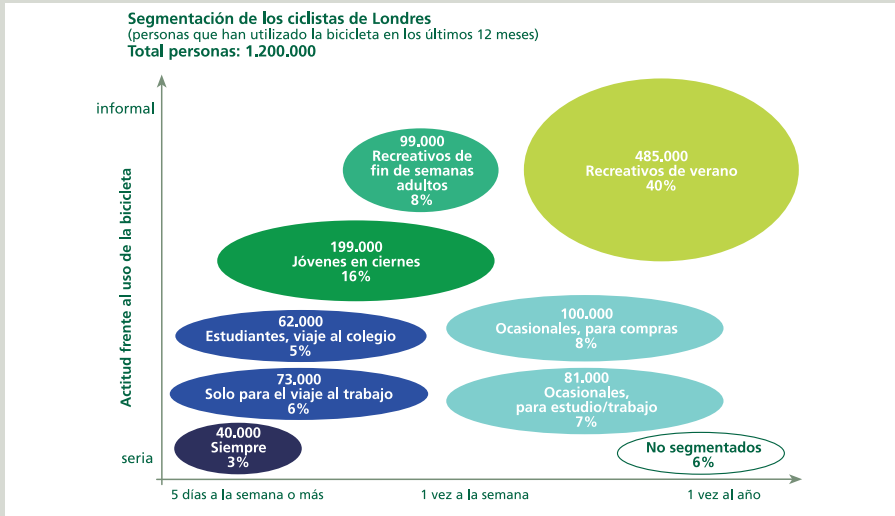 Segmentación de los ciclistas de Londres
(personas que han utilizado la bicicleta en los últimos 12 meses)
Total personas: 1.200.000
informal
Actitud frente al uso de la bicicleta
seria
99.000
Recreativos de
fin de semanas
adultos
8%
485.000
Recreativos de verano
40%
199.000
Jóvenes en ciernes
16%
62.000
Estudiantes, viaje al colegio
5%
100.000
Ocasionales, para compras
8%
73.000
Solo para el viaje al trabajo
6%
81.000
Ocasionales,
para estudio/trabajo
7%
40.000
Siempre
3%
No segmentados
6%
5 días a la semana o más
1 vez a la semana
1 vez al año